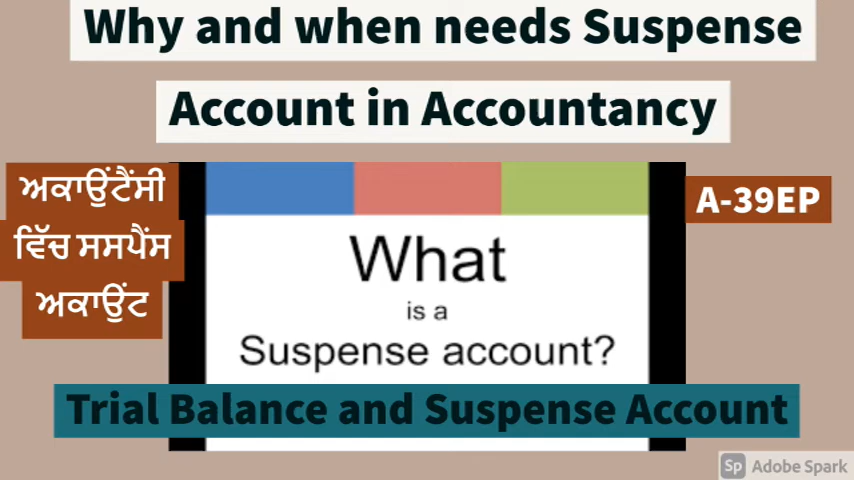 Why and when needs Suspense
Account in Accountancy
ਅਕਾਉਂਟੈਂਸੀ
ਵਿੱਚ ਸਸਪੈਂਸ
ਅਕਾਉਂਟ
A-39EP
What
is a
Suspense account?
Trial Balance and Suspense Account
Sp Adobe Spark